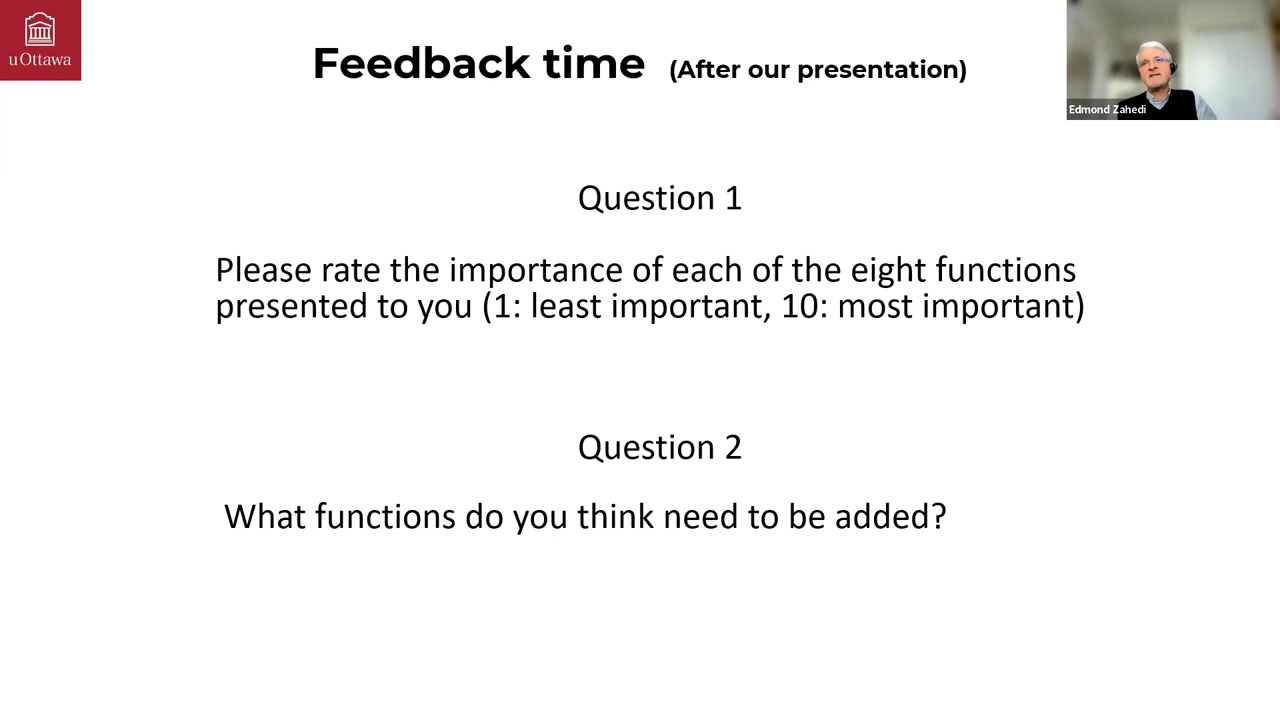 uOttawa
Feedback time (After our presentation)
Edmond Zahedi
Question 1
Please rate the importance of each of the eight functions
presented to you (1: least important, 10: most important)
Question 2
What functions do you think need to be added?